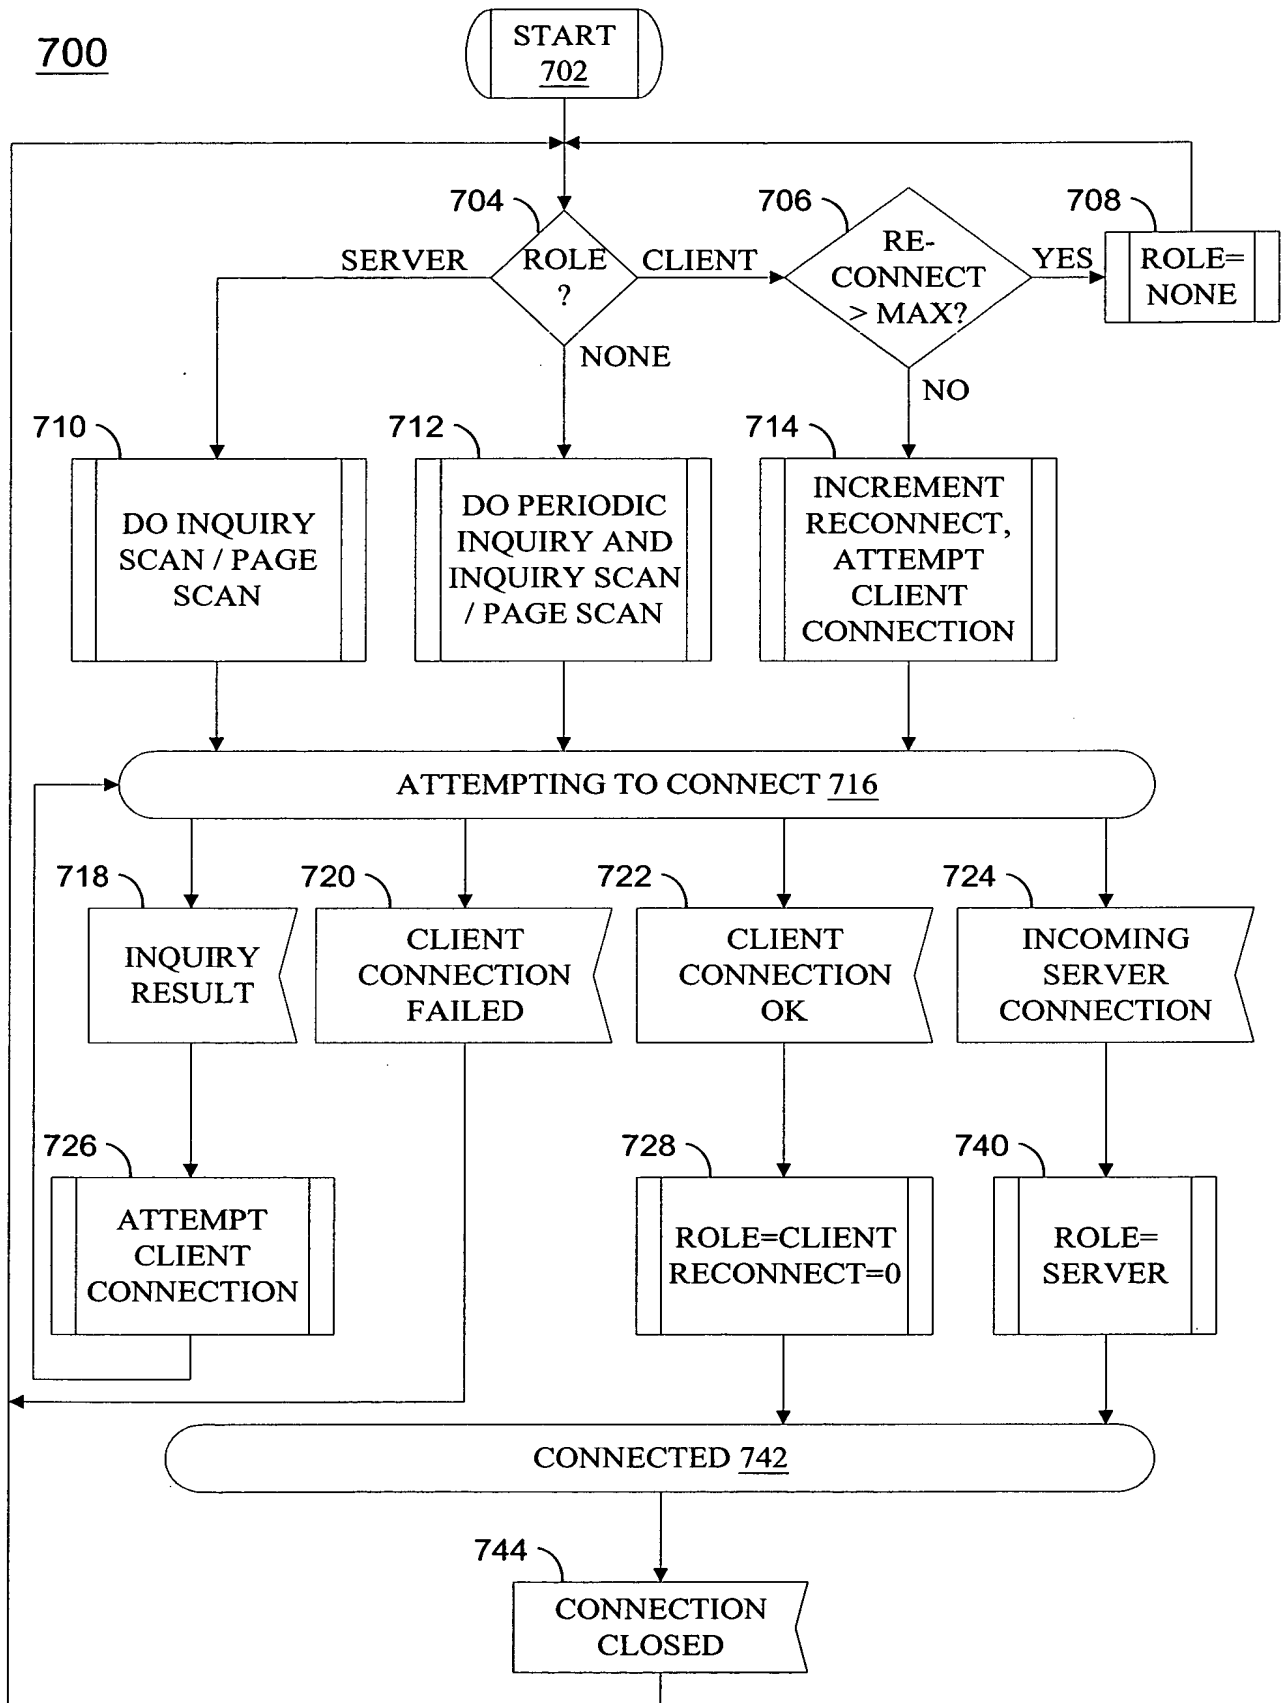 700
START
702
704
706
708
SERVER
ROLE
?
CLIENT
RE-
CONNECT
> MAX?
YES
ROLE=
NONE
NONE
NO
710
712
714
DO INQUIRY
SCAN / PAGE
SCAN
DO PERIODIC
INQUIRY AND
INQUIRY SCAN
/ PAGE SCAN
INCREMENT
RECONNECT,
ATTEMPT
CLIENT
CONNECTION
ATTEMPTING TO CONNECT 716
718
720
722
724
INQUIRY
RESULT
CLIENT
CONNECTION
FAILED
CLIENT
CONNECTION
OK
INCOMING
SERVER
CONNECTION
726
728
740
ATTEMPT
CLIENT
CONNECTION
ROLE=CLIENT
RECONNECT=0
ROLE=
SERVER
CONNECTED 742
744
CONNECTION
CLOSED